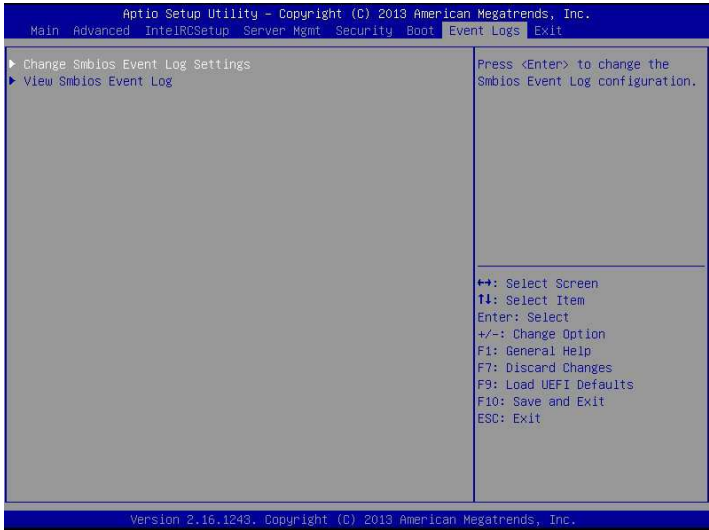 Aptio Setup Utility – Copyright (C) 2013 American Megatrends, Inc.
Main Advanced IntelRCSetup Server Mgmt Security Boot Event Logs Exit
▶ Change Smbios Event Log Settings
▶ View Smbios Event Log
Press <Enter> to change the
Smbios Event Log configuration.
↔: Select Screen
↑↓: Select Item
Enter: Select
+/-: Change Option
F1: General Help
F7: Discard Changes
F9: Load UEFI Defaults
F10: Save and Exit
ESC: Exit
Version 2.16.1243. Copyright (C) 2013 American Megatrends, Inc.